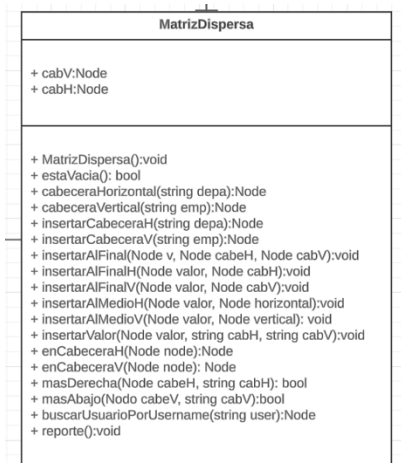 MatrizDispersa
+ cabV:Node
+ cabH:Node
+ MatrizDispersa():void
+ estaVacia(): bool
+ cabeceraHorizontal(string depa):Node
+ cabeceraVertical(string emp):Node
+ insertarCabeceraH(string depa):Node
+ insertarCabeceraV(string emp):Node
+ insertarAlFinal(Node v, Node cabeH, Node cabV):void
+ insertarAlFinalH(Node valor, Node cabH):void
+ insertarAlFinalV(Node valor, Node cabV):void
+ insertarAlMedioH(Node valor, Node horizontal):void
+ insertarAlMedioV(Node valor, Node vertical): void
+ insertarValor(Node valor, string cabH, string cabV):void
+ enCabeceraH(Node node):Node
+ enCabeceraV(Node node): Node
+ masDerecha(Node cabeH, string cabH): bool
+ masAbajo(Nodo cabeV, string cabV):bool
+ buscarUsuarioPorUsername(string user):Node
+ reporte():void